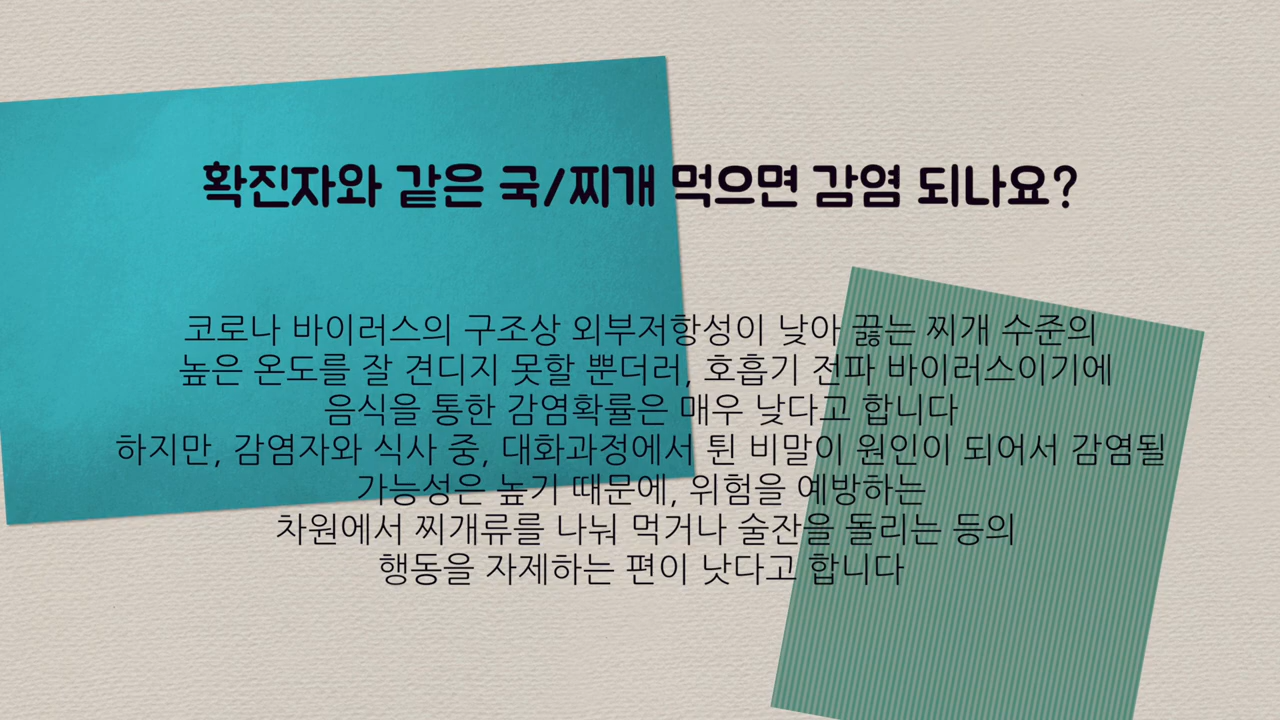 확진자와 같은 국/찌개 먹으면 감염 되나요?
코로나 바이러스의 구조상 외부저항성이 낮아 끓는 찌개 수준의
높은 온도를 잘 견디지 못할 뿐더러, 호흡기 전파 바이러스이기에
음식을 통한 감염확률은 매우 낮다고 합니다
하지만, 감염자와 식사 중, 대화과정에서 튄 비말이 원인이 되어서 감염될
가능성은 높기 때문에, 위험을 예방하는
차원에서 찌개류를 나눠 먹거나 술잔을 돌리는 등의
행동을 자제하는 편이 낫다고 합니다